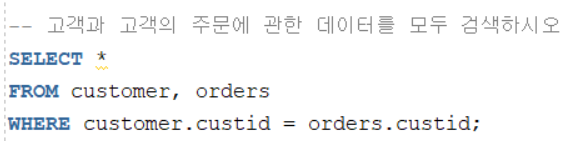 -- 고객과 고객의 주문에 관한 데이터를 모두 검색하시오
SELECT *
FROM customer, orders
WHERE customer.custid = orders.custid;